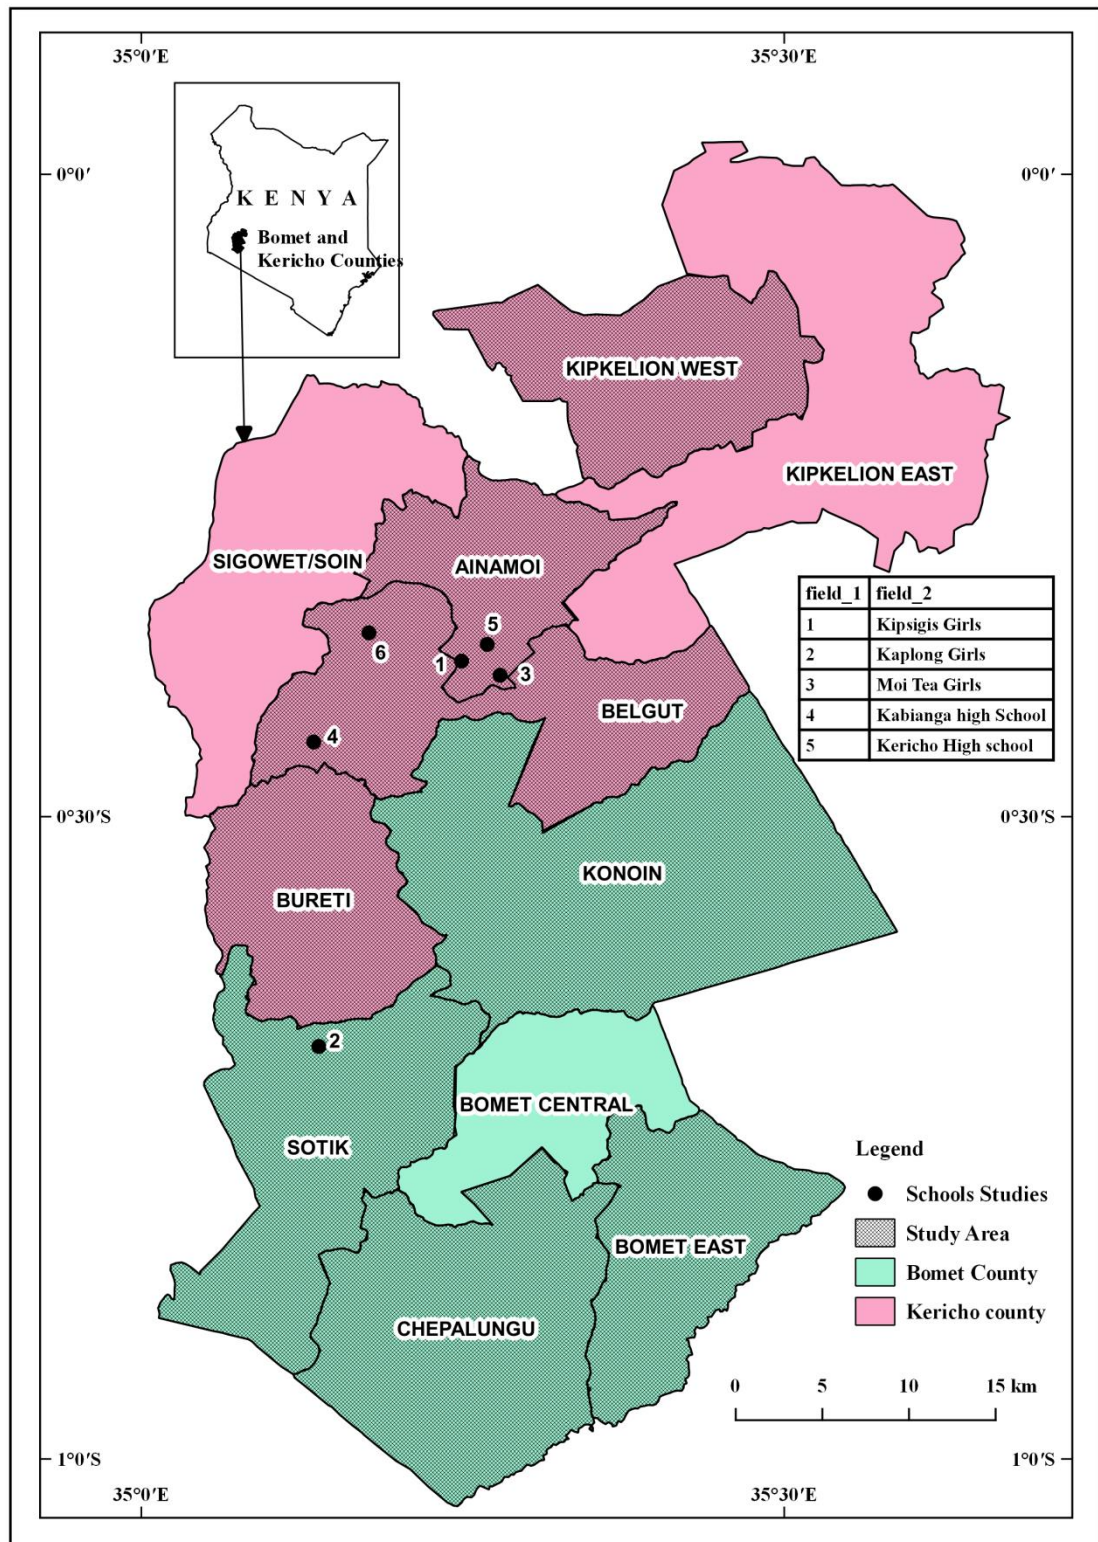 35°0'E
35°30'E
0°0'
0°0'
K E N Y A
Bomet and
Kericho Counties
KIPKELION WEST
KIPKELION EAST
SIGOWET/SOIN
AINAMOI
field_1 field_2
1 Kipsigis Girls
2 Kaplong Girls
3 Moi Tea Girls
4 Kabianga high School
5 Kericho High school
5
6
1
3
BELGUT
4
0°30'S
0°30'S
KONOIN
BURETI
2
BOMET CENTRAL
SOTIK
Legend
Schools Studies
Study Area
Bomet County
Kericho county
BOMET EAST
CHEPALUNGU
0 5 10 15 km
1°0'S
1°0'S
35°0'E
35°30'E